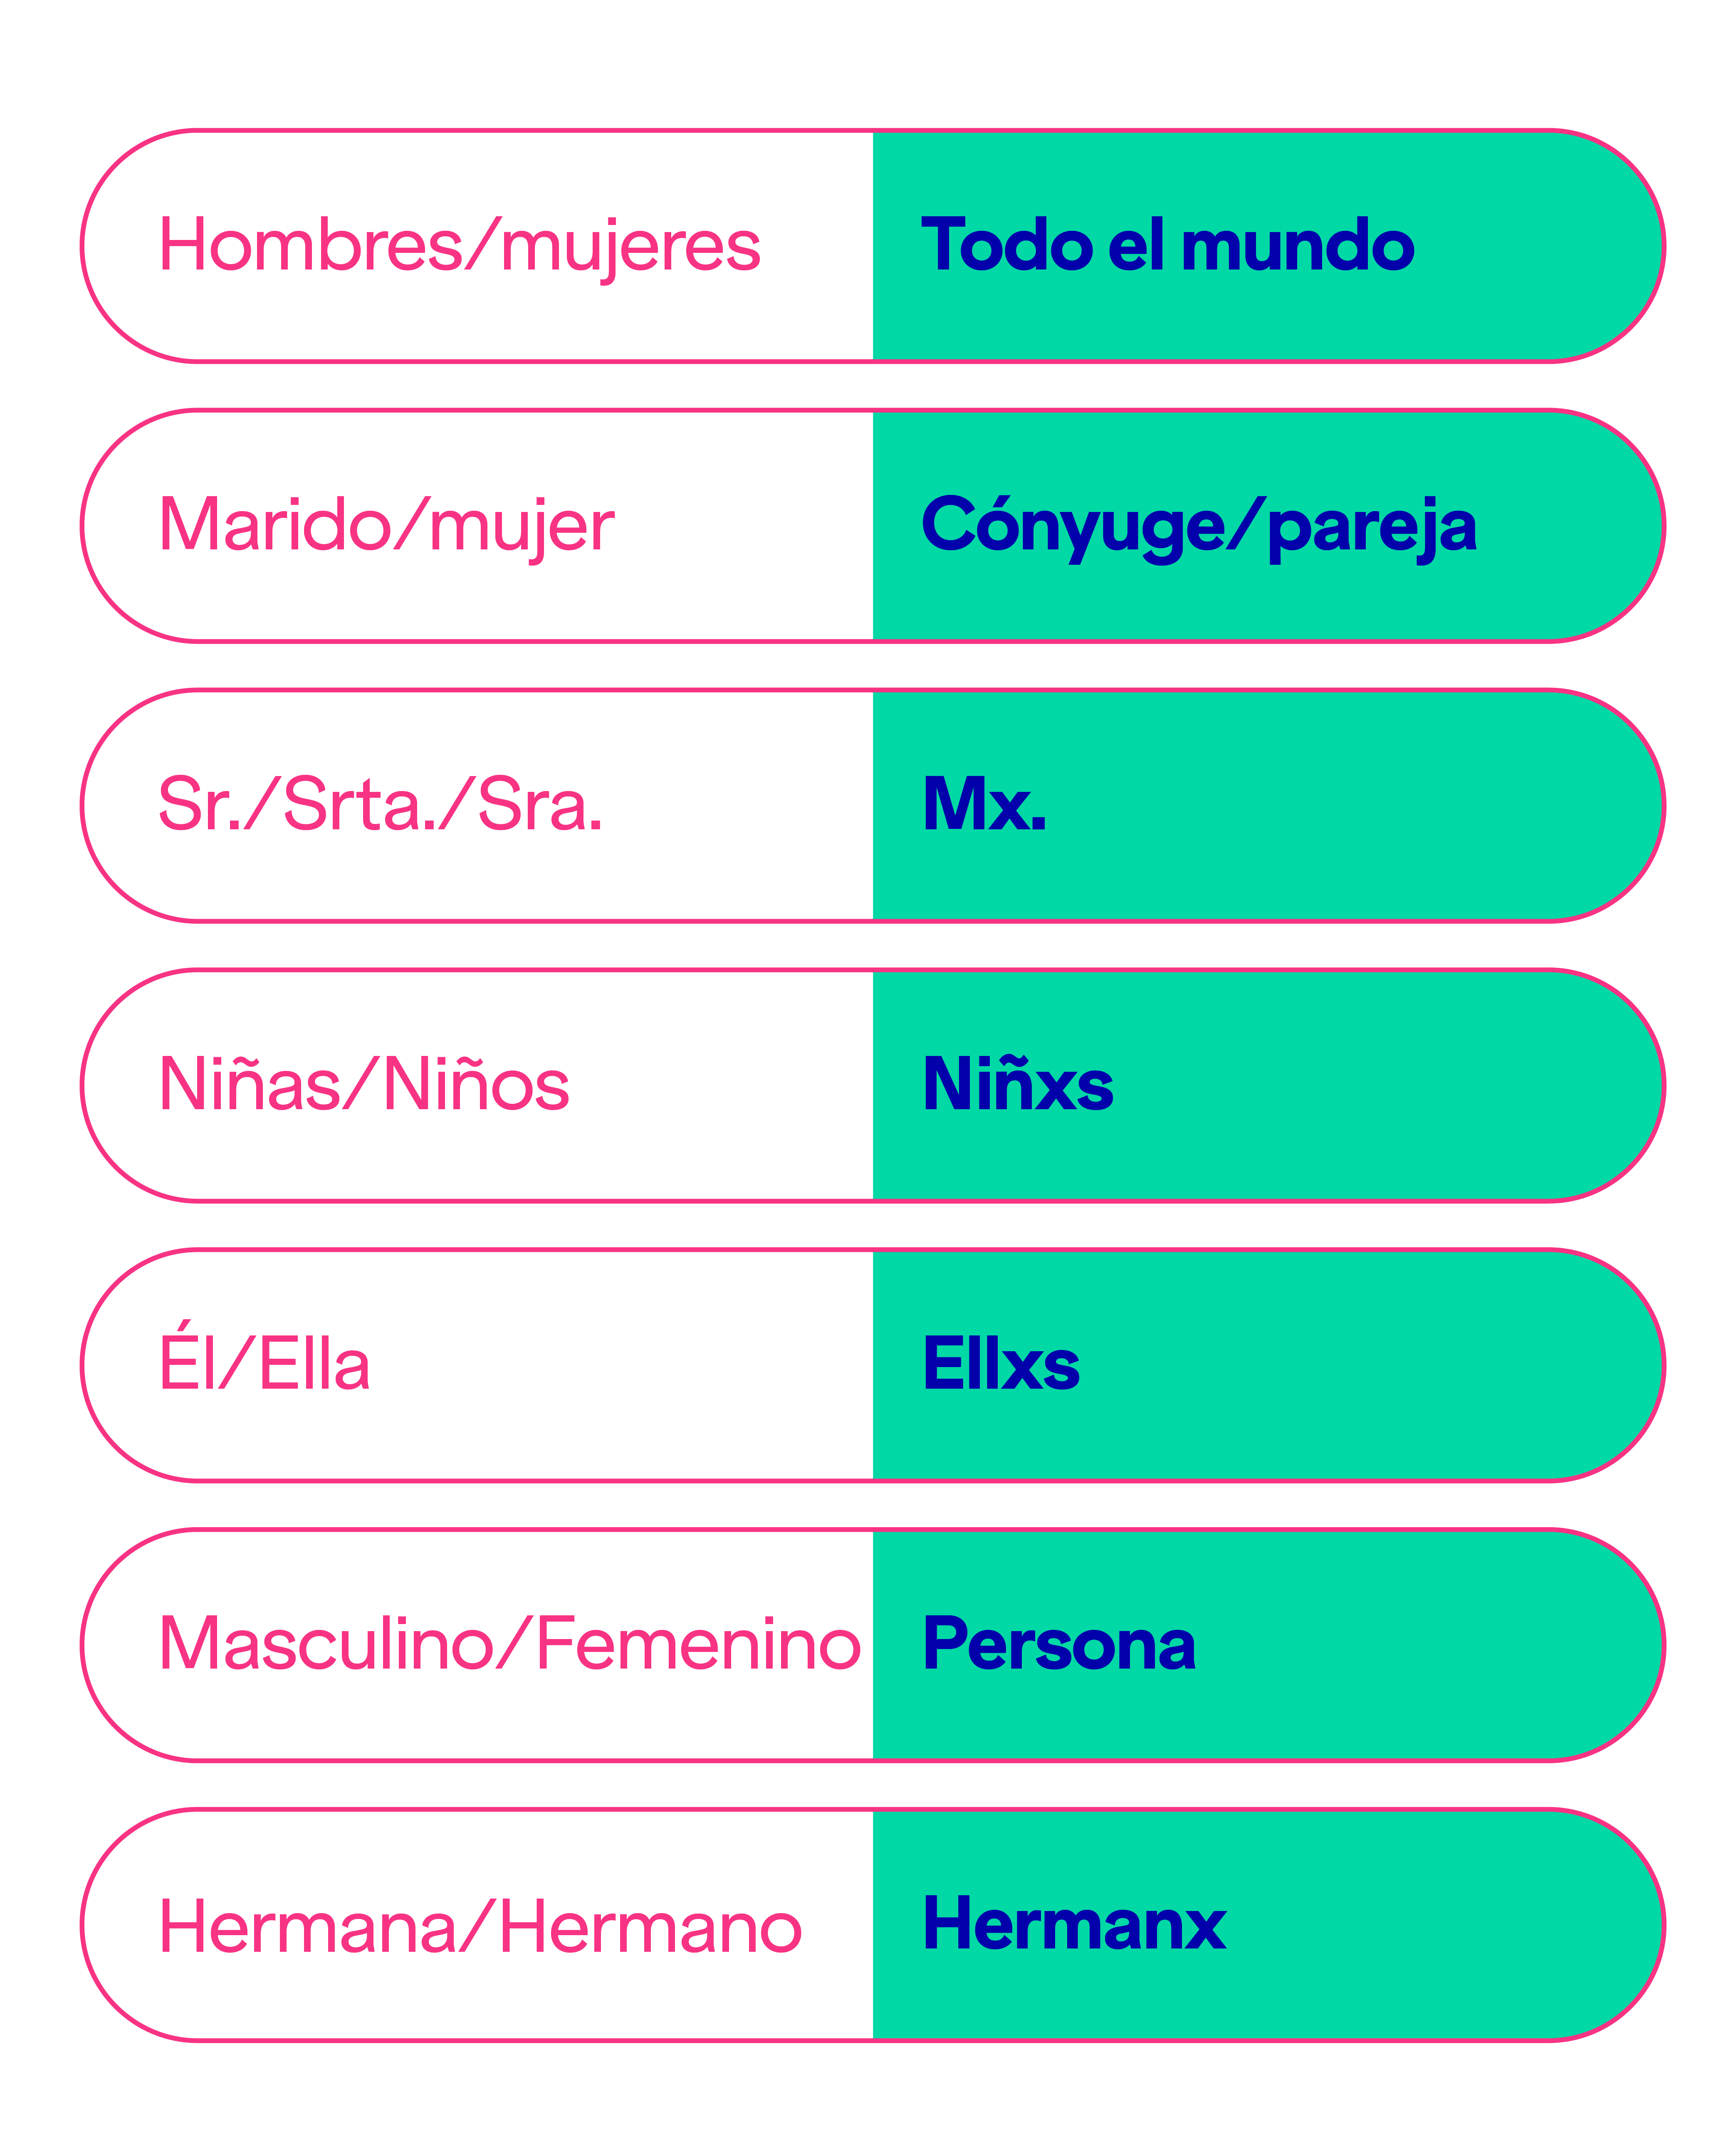 Hombres/mujeres Todo el mundo
Marido/mujer Cónyuge/pareja
Sr./Srta./Sra. Mx.
Niñas/Niños Niñxs
Él/Ella Ellxs
Masculino/Femenino Persona
Hermana/Hermano Hermanx